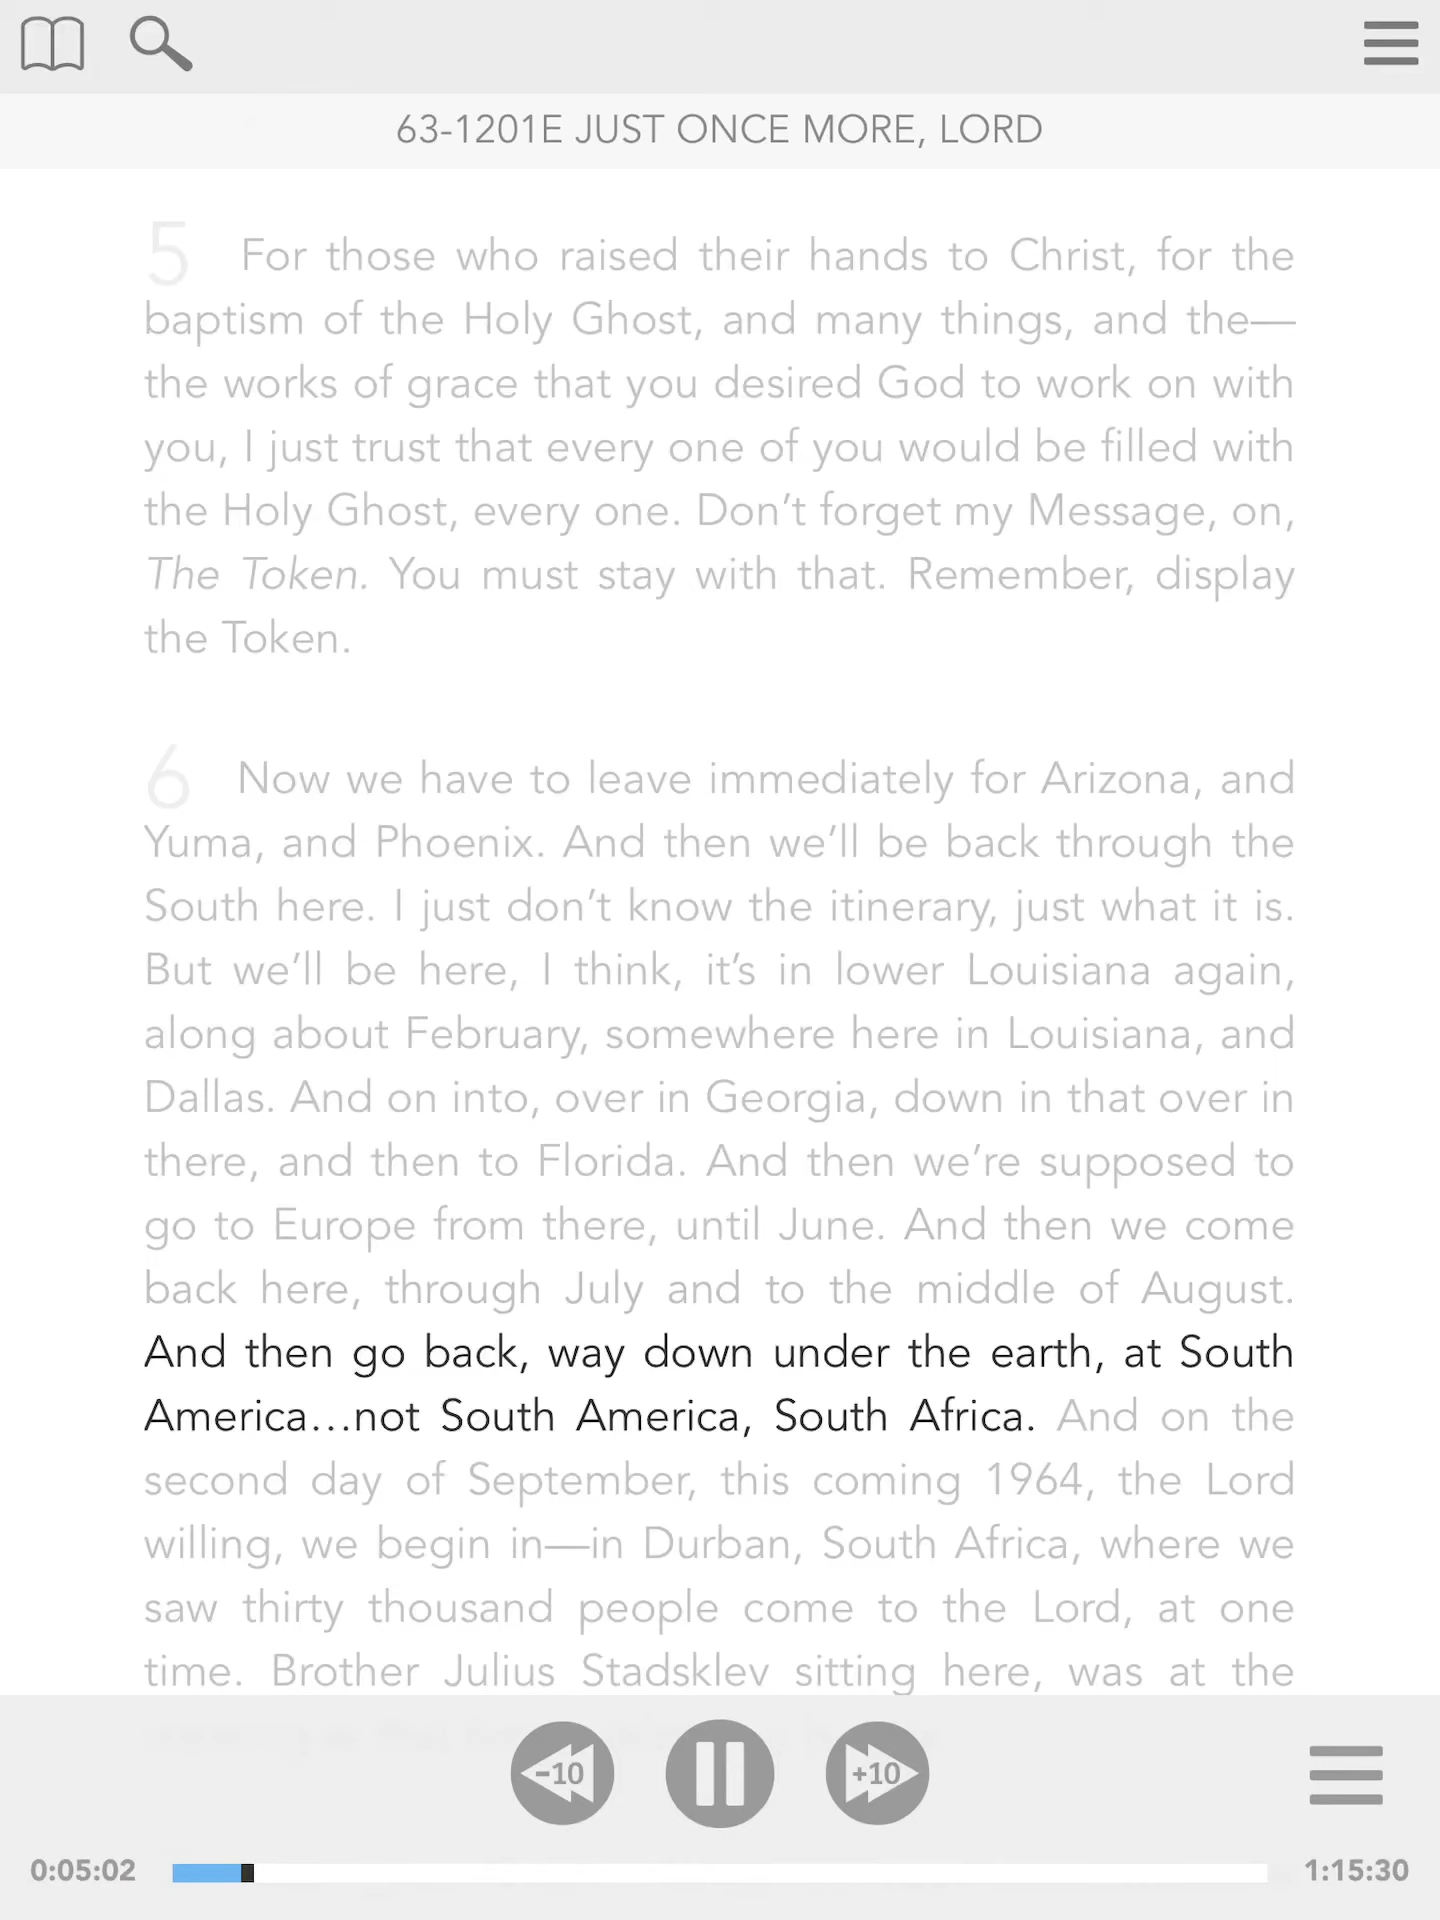 63-1201E JUST ONCE MORE, LORD
5 For those who raised their hands to Christ, for the
baptism of the Holy Ghost, and many things, and the—
the works of grace that you desired God to work on with
you, I just trust that every one of you would be filled with
the Holy Ghost, every one. Don’t forget my Message, on,
The Token. You must stay with that. Remember, display
the Token.
6 Now we have to leave immediately for Arizona, and
Yuma, and Phoenix. And then we’ll be back through the
South here. I just don’t know the itinerary, just what it is.
But we’ll be here, I think, it’s in lower Louisiana again,
along about February, somewhere here in Louisiana, and
Dallas. And on into, over in Georgia, down in that over in
there, and then to Florida. And then we’re supposed to
go to Europe from there, until June. And then we come
back here, through July and to the middle of August.
And then go back, way down under the earth, at South
America…not South America, South Africa. And on the
second day of September, this coming 1964, the Lord
willing, we begin in—in Durban, South Africa, where we
saw thirty thousand people come to the Lord, at one
time. Brother Julius Stadsklev sitting here, was at the
-10 +10
0:05:02 1:15:30